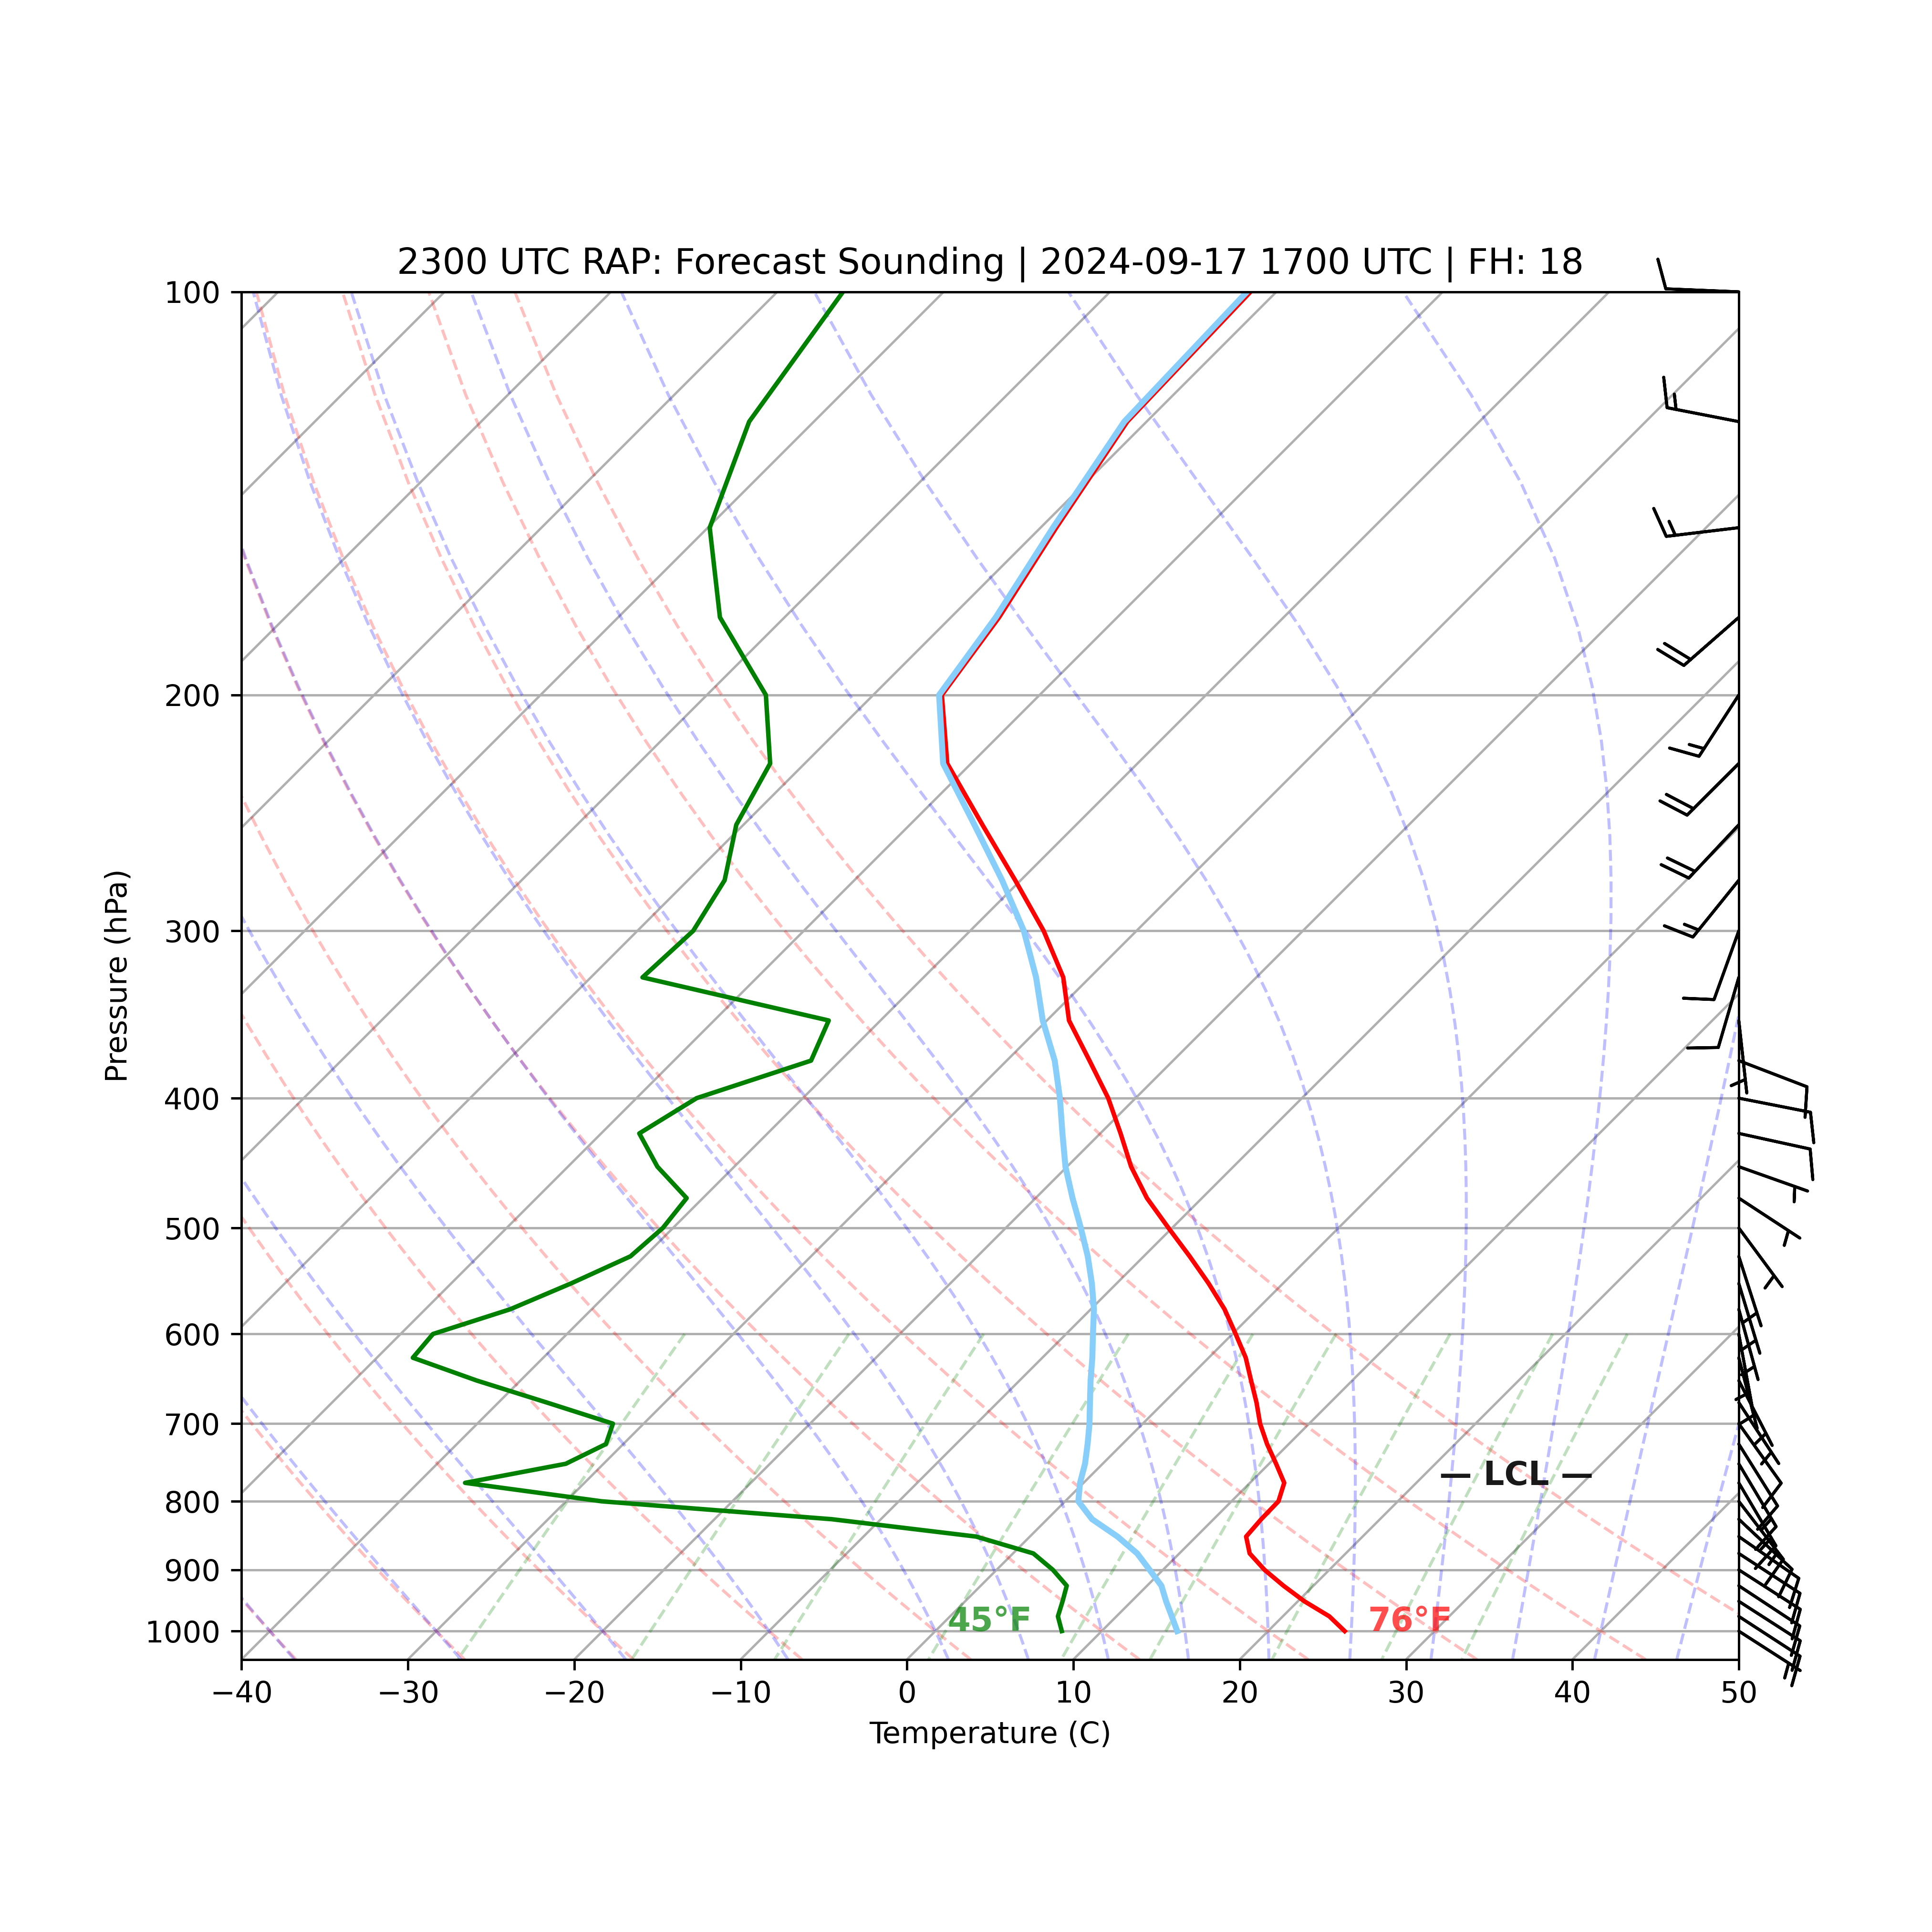 2300 UTC RAP: Forecast Sounding | 2024-09-17 1700 UTC | FH: 18
100
200
300
400
500
600
700
800
900
1000
Pressure (hPa)
— LCL —
45°F
76°F
−40 −30 −20 −10 0 10 20 30 40 50
Temperature (C)